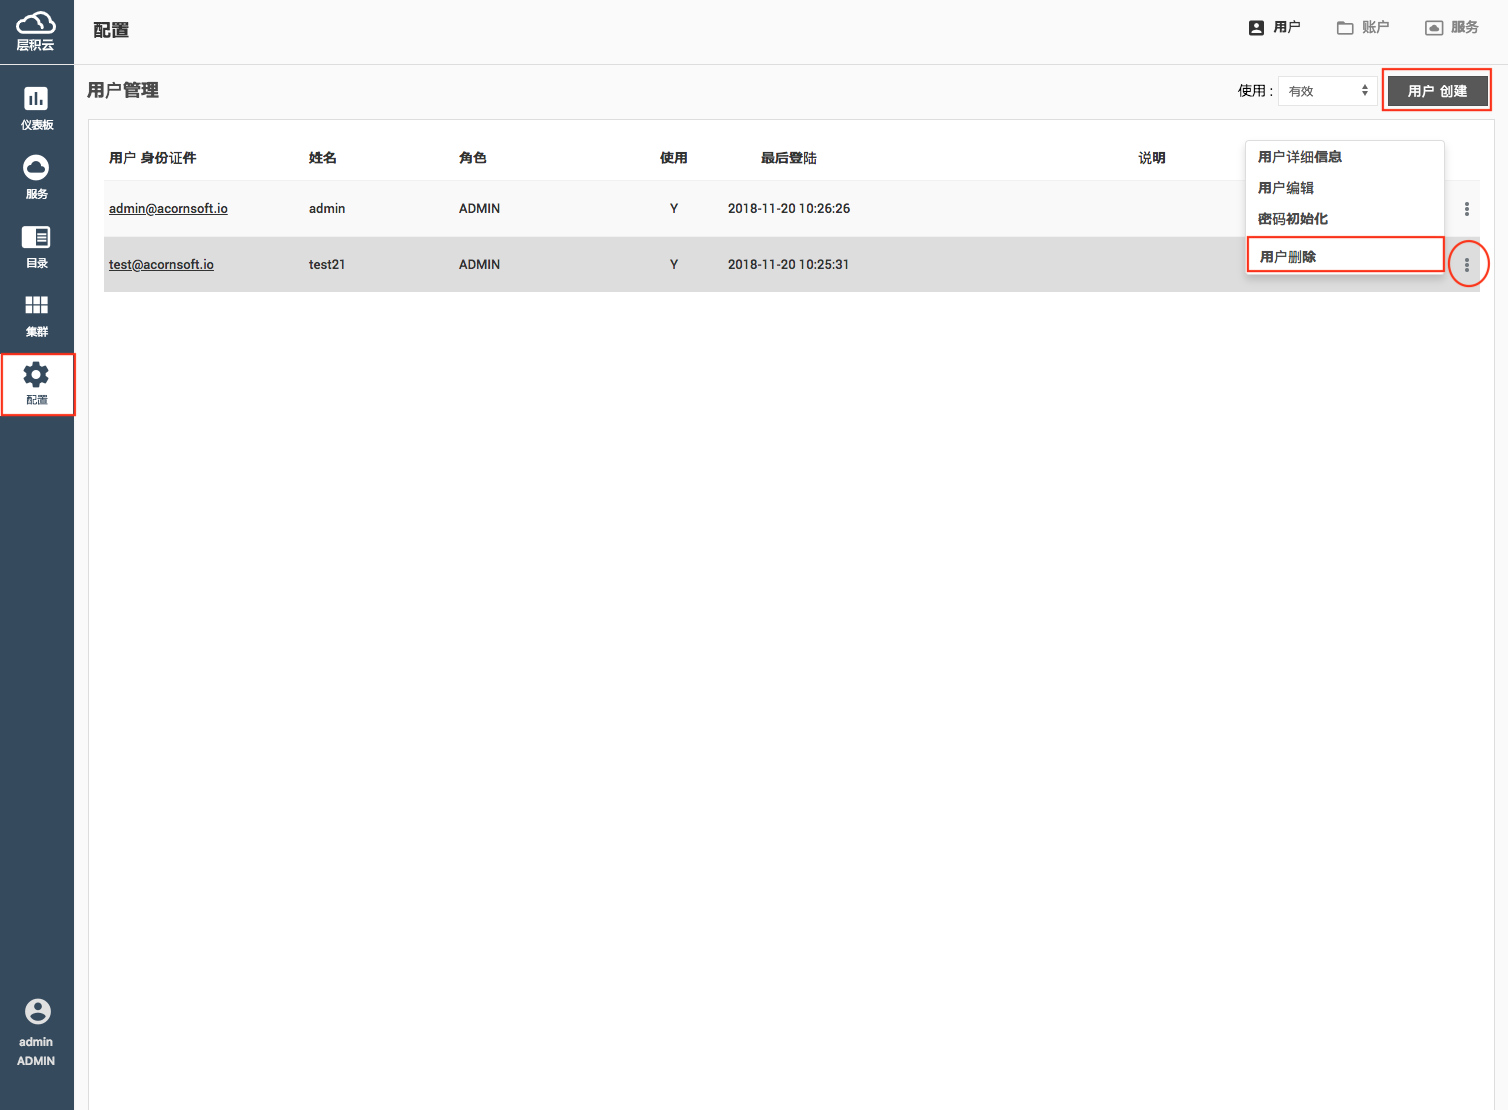 层积云
配置
用户
账户
服务
仪表板
服务
目录
集群
配置
用户管理
使用 :
有效
用户 创建
用户 身份证件
姓名
角色
使用
最后登陆
说明
admin@acornsoft.io
admin
ADMIN
Y
2018-11-20 10:26:26
test@acornsoft.io
test21
ADMIN
Y
2018-11-20 10:25:31
用户详细信息
用户编辑
密码初始化
用户删除
admin
ADMIN